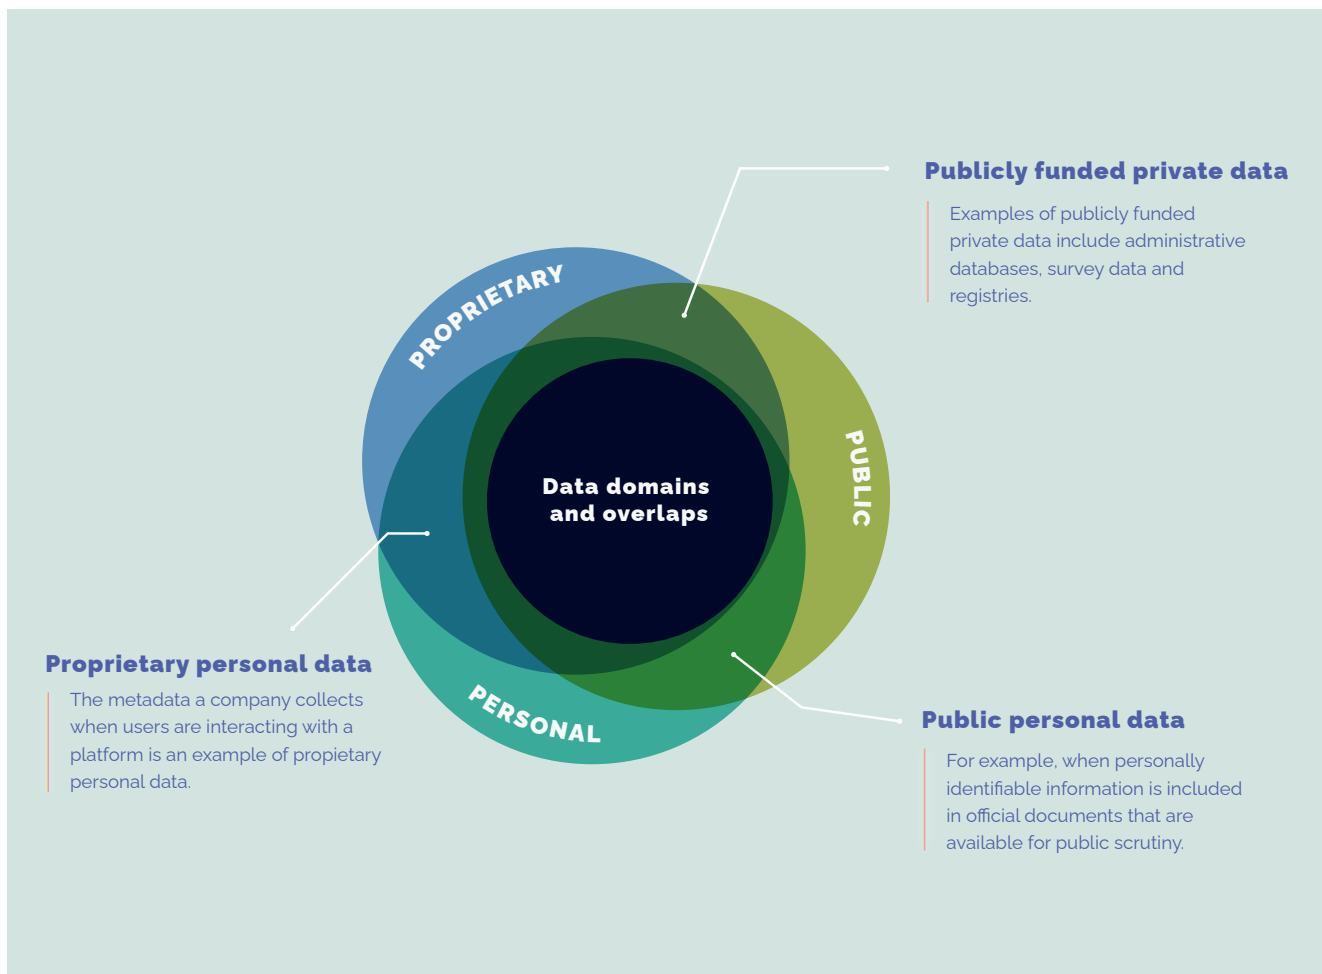 Publicly funded private data
Examples of publicly funded
private data include administrative
databases, survey data and
registries.
PROPRIETARY
PUBLIC
Data domains
and overlaps
Proprietary personal data
The metadata a company collects
when users are interacting with a
platform is an example of propietary
personal data.
PERSONAL
Public personal data
For example, when personally
identifiable information is included
in official documents that are
available for public scrutiny.